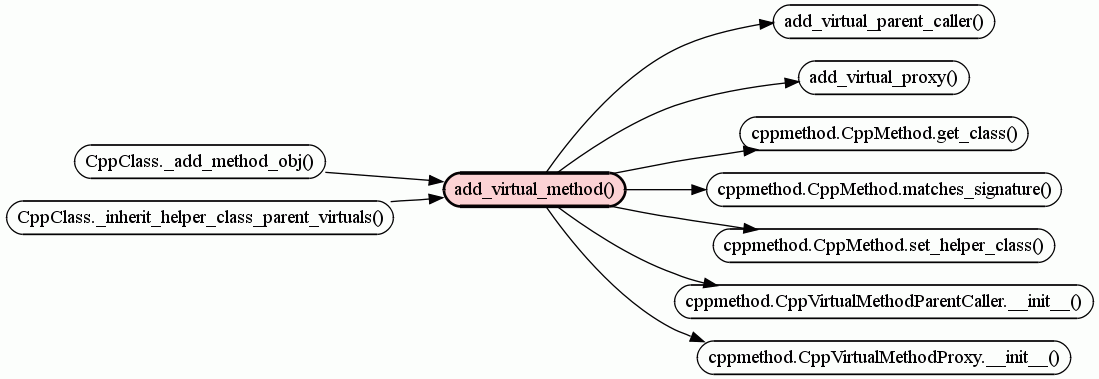 add_virtual_parent_caller()
add_virtual_proxy()
cppmethod.CppMethod.get_class()
CppClass._add_method_obj()
add_virtual_method()
cppmethod.CppMethod.matches_signature()
CppClass._inherit_helper_class_parent_virtuals()
cppmethod.CppMethod.set_helper_class()
cppmethod.CppVirtualMethodParentCaller.__init__()
cppmethod.CppVirtualMethodProxy.__init__()